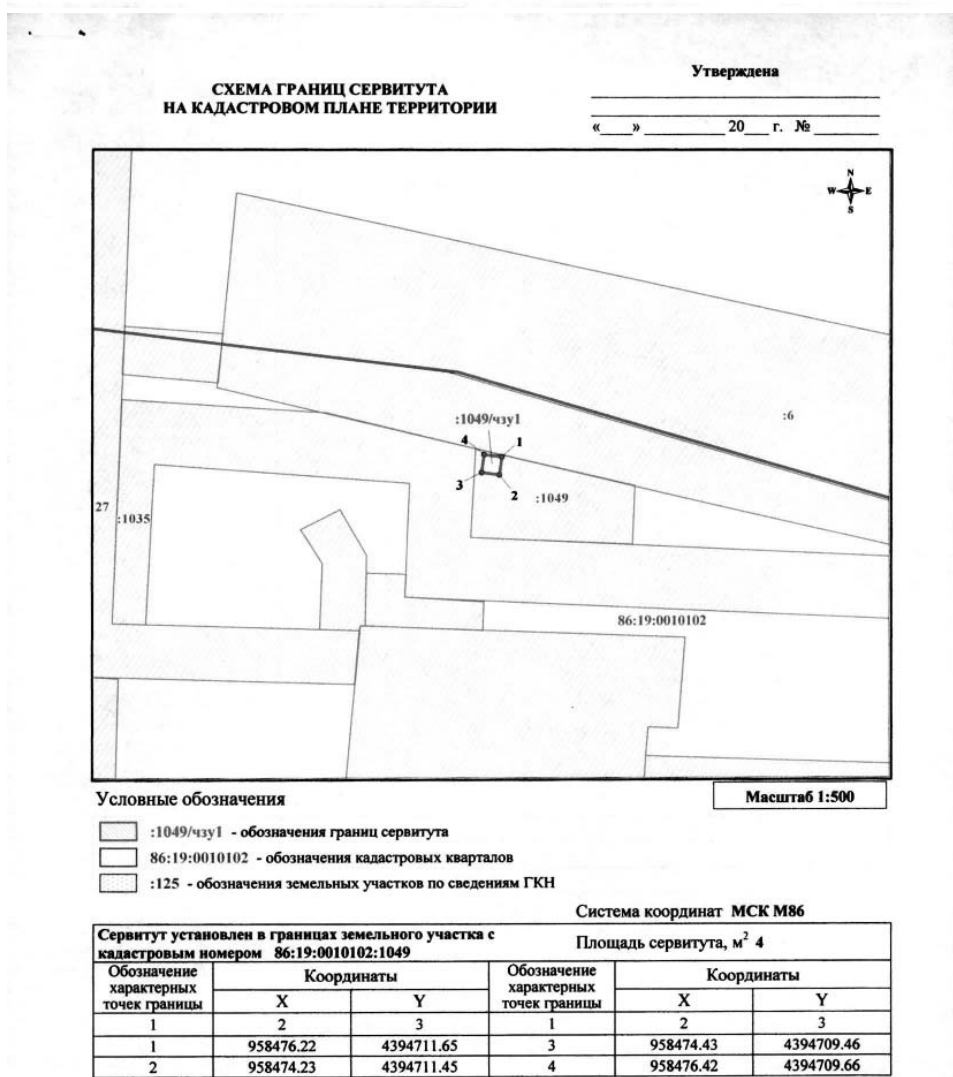 Утверждена
СХЕМА ГРАНИЦ СЕРВИТУТА
НА КАДАСТРОВОМ ПЛАНЕ ТЕРРИТОРИИ
«____» __________ 20___ г. № ________
N
W E
S
:6
:1049/чзу1
4 1
3 2
:1049
27
:1035
86:19:0010102
Условные обозначения
Масштаб 1:500
:1049/чзу1 - обозначения границ сервитута
86:19:0010102 - обозначения кадастровых кварталов
:125 - обозначения земельных участков по сведениям ГКН
Система координат МСК М86
Сервитут установлен в границах земельного участка с
кадастровым номером 86:19:0010102:1049
Площадь сервитута, м² 4
Обозначение характерных точек границы Координаты Обозначение характерных точек границы Координаты
X Y X Y
1 2 3 1 2 3
1 958476.22 4394711.65 3 958474.43 4394709.46
2 958474.23 4394711.45 4 958476.42 4394709.66